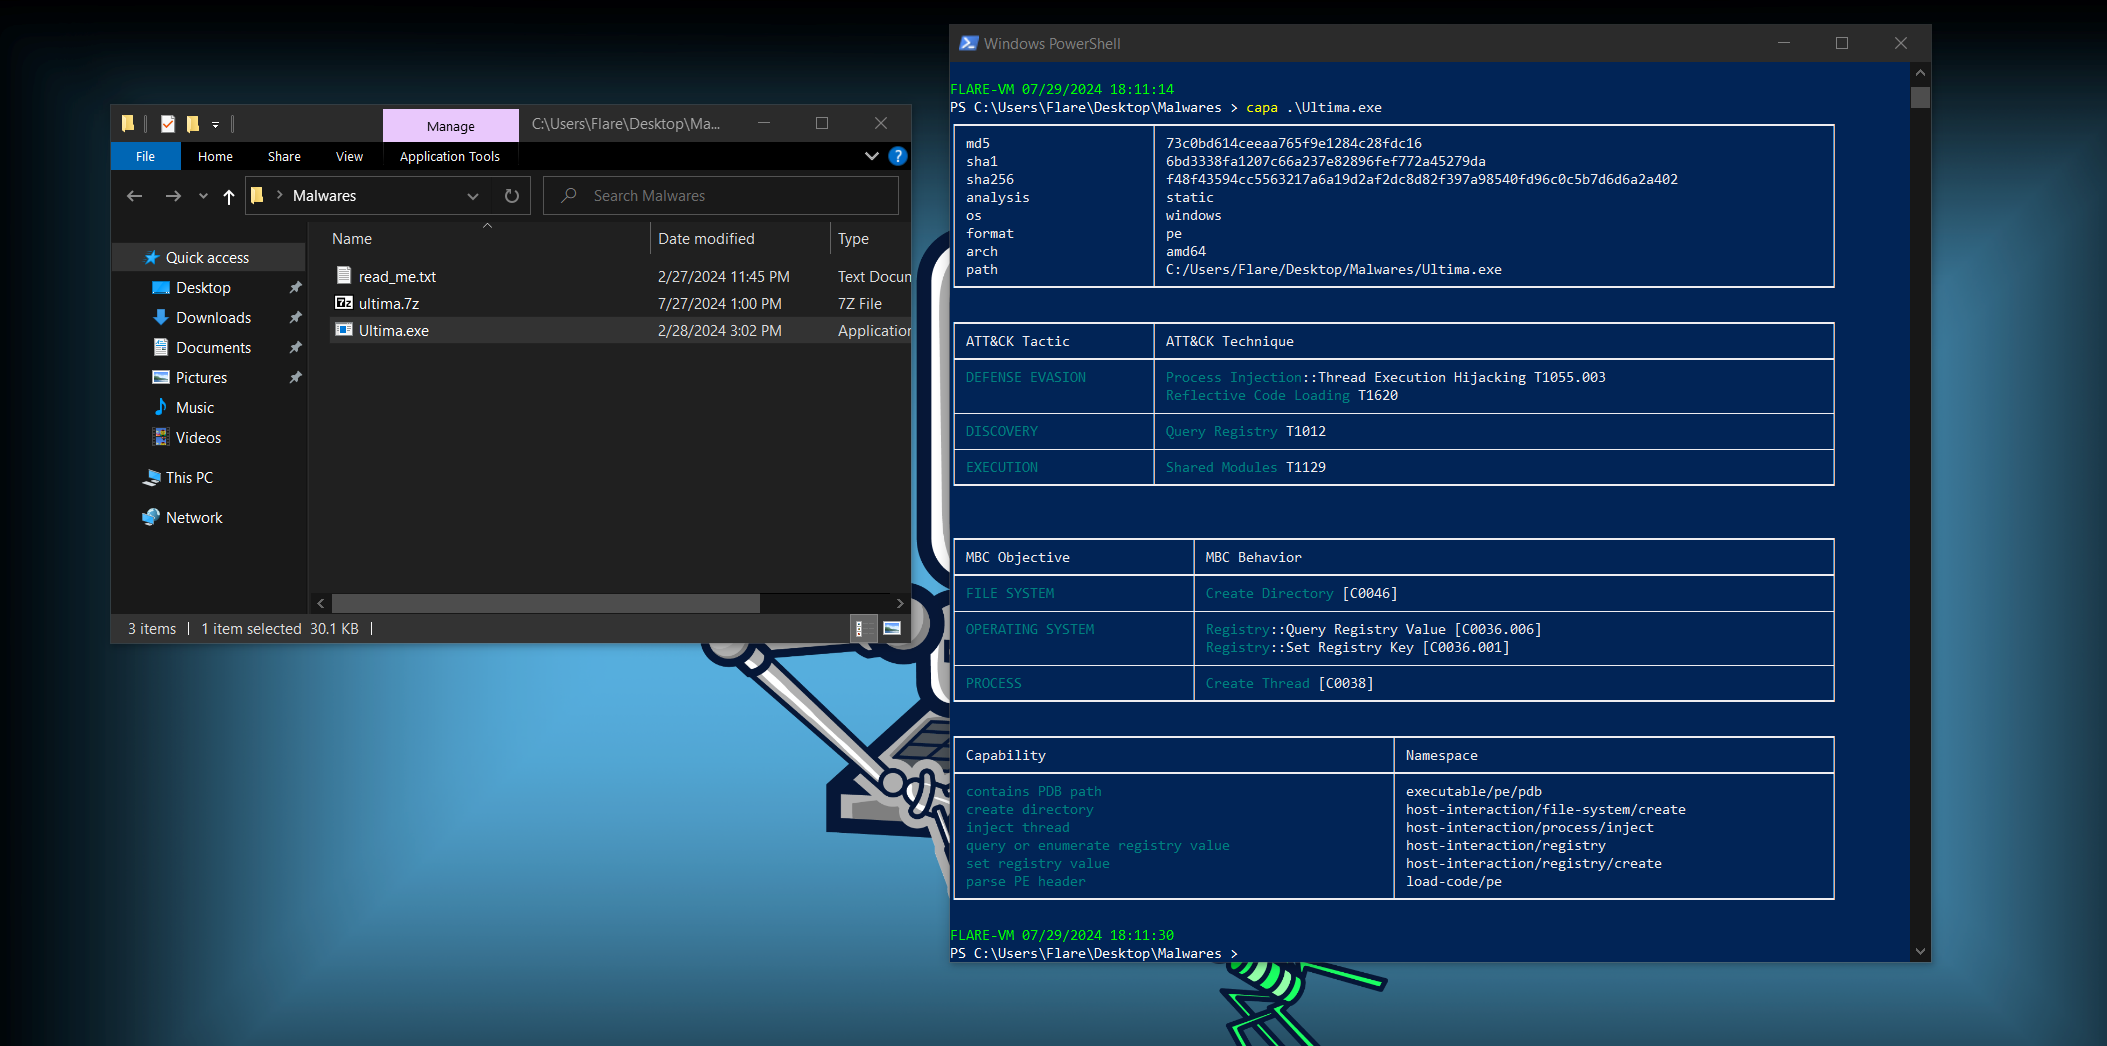 Manage
C:\Users\Flare\Desktop\Ma...
File
Home
Share
View
Application Tools
Malwares
Search Malwares
Name
Date modified
Type
Quick access
Desktop
Downloads
Documents
Pictures
Music
Videos
This PC
Network
read_me.txt 2/27/2024 11:45 PM Text Docum
ultima.7z 7/27/2024 1:00 PM 7Z File
Ultima.exe 2/28/2024 3:02 PM Application
3 items 1 item selected 30.1 KB
Windows PowerShell
FLARE-VM 07/29/2024 18:11:14
PS C:\Users\Flare\Desktop\Malwares > capa .\Ultima.exe
md5 73c0bd614ceeaa765f9e1284c28fdc16
sha1 6bd3338fa1207c66a237e82896fef772a45279da
sha256 f48f43594cc5563217a6a19d2af2dc8d82f397a98540fd96c0c5b7d6d6a2a402
analysis static
os windows
format pe
arch amd64
path C:/Users/Flare/Desktop/Malwares/Ultima.exe
ATT&CK Tactic ATT&CK Technique
DEFENSE EVASION Process Injection::Thread Execution Hijacking T1055.003
Reflective Code Loading T1620
DISCOVERY Query Registry T1012
EXECUTION Shared Modules T1129
MBC Objective MBC Behavior
FILE SYSTEM Create Directory [C0046]
OPERATING SYSTEM Registry::Query Registry Value [C0036.006]
Registry::Set Registry Key [C0036.001]
PROCESS Create Thread [C0038]
Capability Namespace
contains PDB path executable/pe/pdb
create directory host-interaction/file-system/create
inject thread host-interaction/process/inject
query or enumerate registry value host-interaction/registry
set registry value host-interaction/registry/create
parse PE header load-code/pe
FLARE-VM 07/29/2024 18:11:30
PS C:\Users\Flare\Desktop\Malwares >